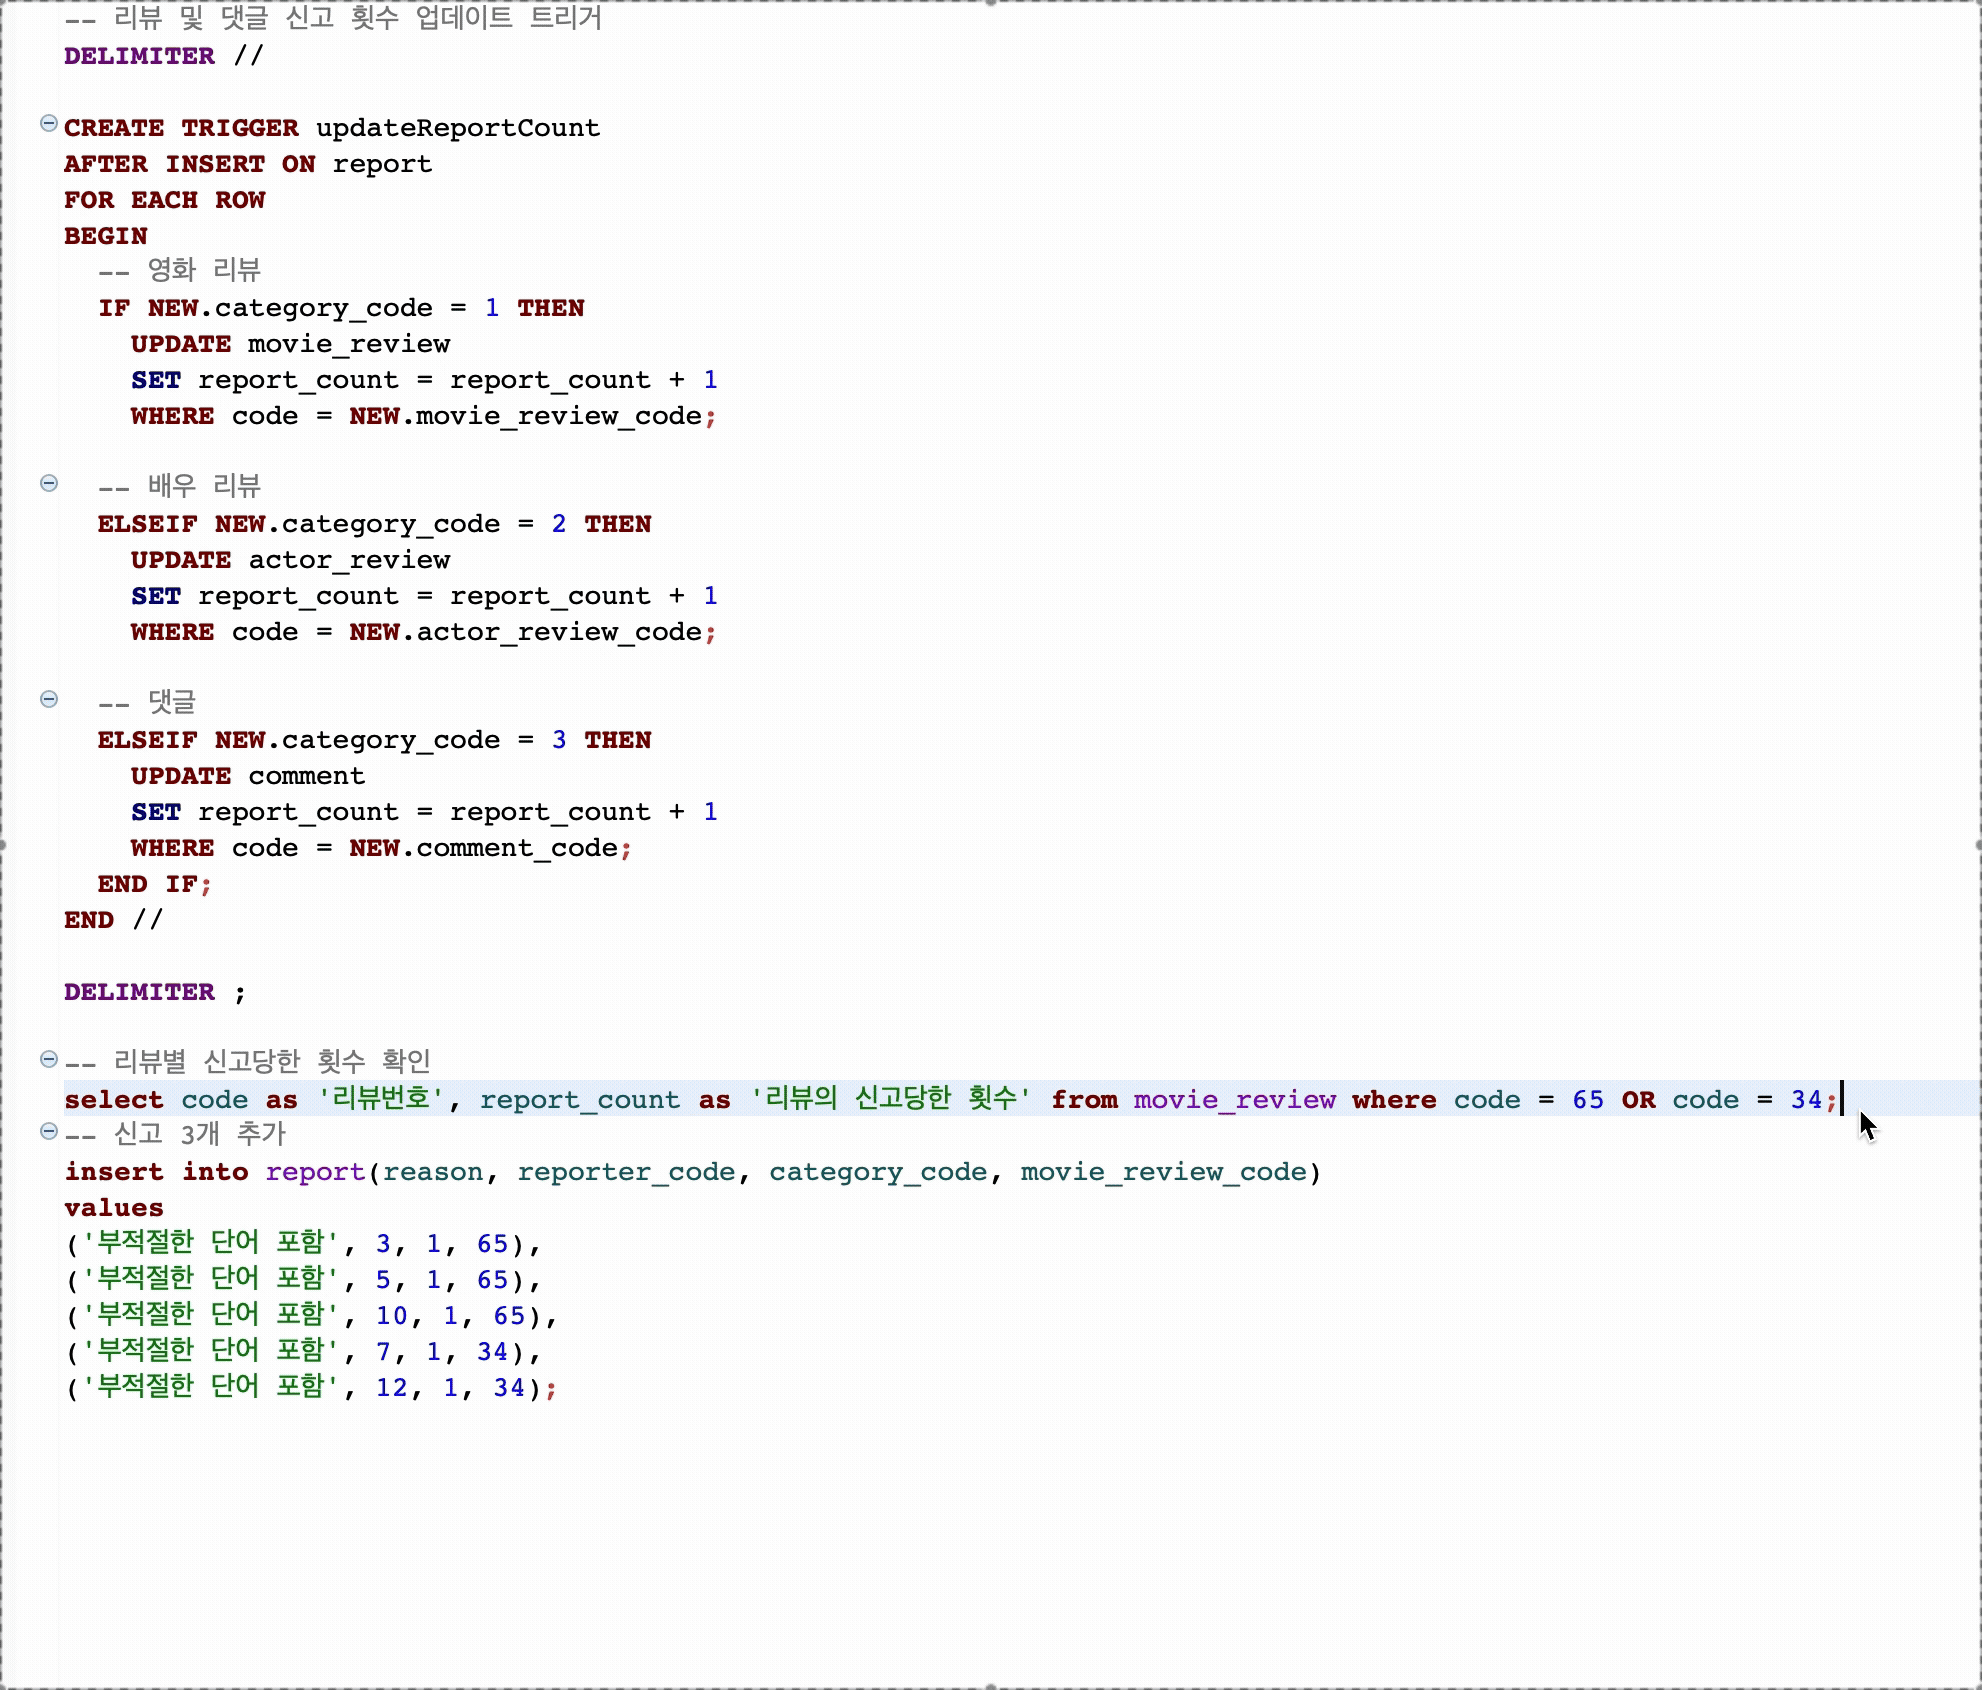 -- 리뷰 및 댓글 신고 횟수 업데이트 트리거
DELIMITER //
CREATE TRIGGER updateReportCount
AFTER INSERT ON report
FOR EACH ROW
BEGIN
-- 영화 리뷰
IF NEW.category_code = 1 THEN
UPDATE movie_review
SET report_count = report_count + 1
WHERE code = NEW.movie_review_code;
-- 배우 리뷰
ELSEIF NEW.category_code = 2 THEN
UPDATE actor_review
SET report_count = report_count + 1
WHERE code = NEW.actor_review_code;
-- 댓글
ELSEIF NEW.category_code = 3 THEN
UPDATE comment
SET report_count = report_count + 1
WHERE code = NEW.comment_code;
END IF;
END //
DELIMITER ;
-- 리뷰별 신고당한 횟수 확인
select code as '리뷰번호', report_count as '리뷰의 신고당한 횟수' from movie_review where code = 65 OR code = 34;
-- 신고 3개 추가
insert into report(reason, reporter_code, category_code, movie_review_code)
values
('부적절한 단어 포함', 3, 1, 65),
('부적절한 단어 포함', 5, 1, 65),
('부적절한 단어 포함', 10, 1, 65),
('부적절한 단어 포함', 7, 1, 34),
('부적절한 단어 포함', 12, 1, 34);